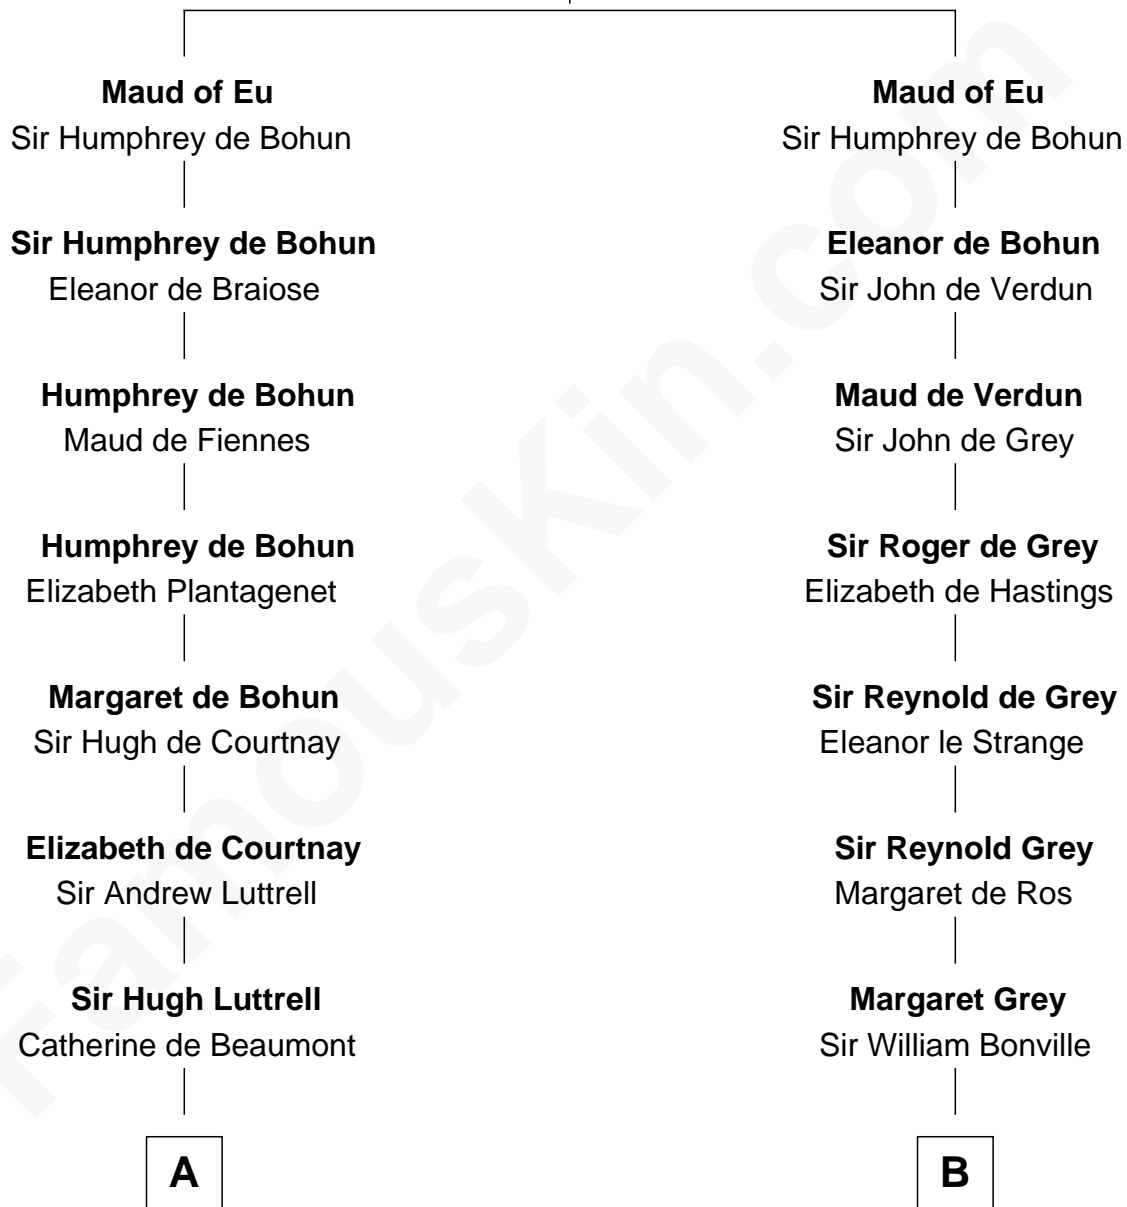 Maud of Eu
Sir Humphrey de Bohun
Sir Humphrey de Bohun
Eleanor de Braiose
Humphrey de Bohun
Maud de Fiennes
Humphrey de Bohun
Elizabeth Plantagenet
Margaret de Bohun
Sir Hugh de Courtnay
Elizabeth de Courtnay
Sir Andrew Luttrell
Sir Hugh Luttrell
Catherine de Beaumont
A
Maud of Eu
Sir Humphrey de Bohun
Eleanor de Bohun
Sir John de Verdun
Maud de Verdun
Sir John de Grey
Sir Roger de Grey
Elizabeth de Hastings
Sir Reynold de Grey
Eleanor le Strange
Sir Reynold Grey
Margaret de Ros
Margaret Grey
Sir William Bonville
B
FamousKin.com